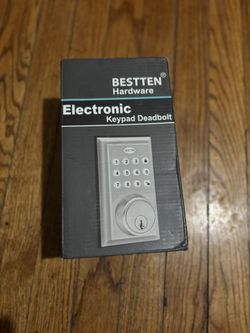 BESTTEN®
Hardware
Electronic
Keypad Deadbolt